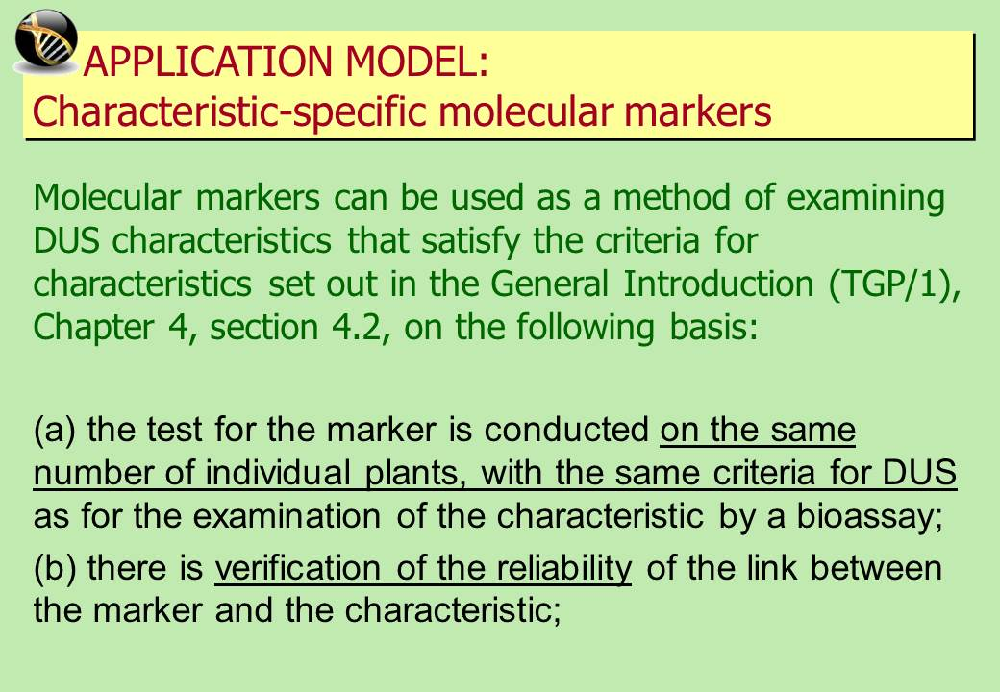 APPLICATION MODEL:
Characteristic-specific molecular markers
Molecular markers can be used as a method of examining
DUS characteristics that satisfy the criteria for
characteristics set out in the General Introduction (TGP/1),
Chapter 4, section 4.2, on the following basis:
(a) the test for the marker is conducted on the same
number of individual plants, with the same criteria for DUS
as for the examination of the characteristic by a bioassay;
(b) there is verification of the reliability of the link between
the marker and the characteristic;